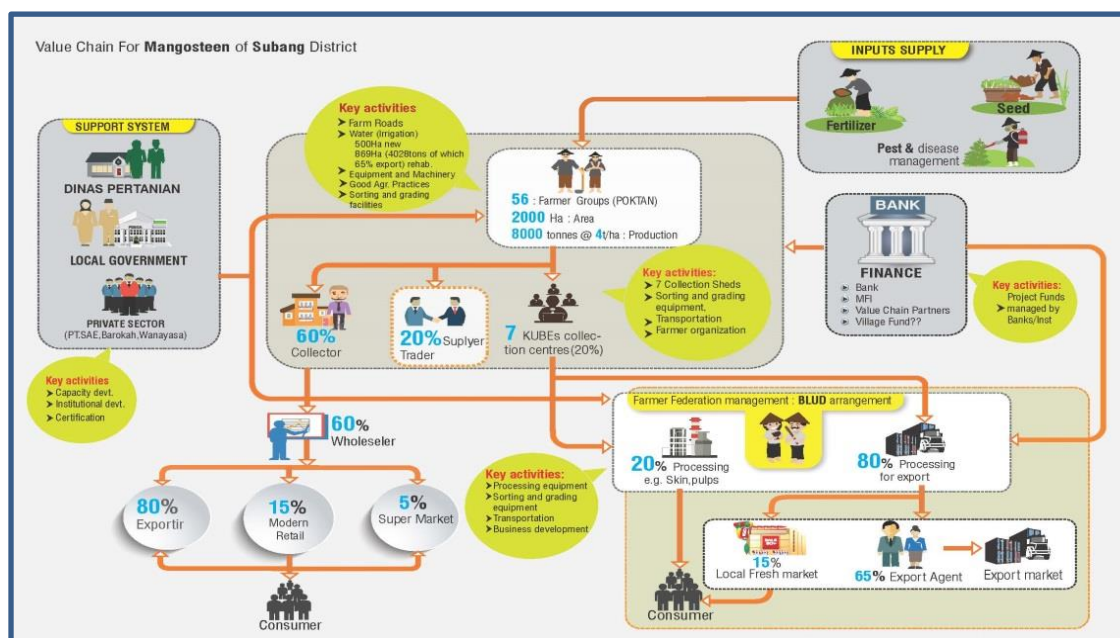 Value Chain For Mangosteen of Subang District
INPUTS SUPPLY
Fertilizer
Seed
Pest & disease
management
SUPPORT SYSTEM
DINAS PERTANIAN
LOCAL GOVERNMENT
PRIVATE SECTOR
(PT.SAE,Barokah,Wanayasa)
Key activities
➤ Capacity devt.
➤ Institutional devt.
➤ Certification
Key activities
➤ Farm Roads
➤ Water (Irrigation)
500Ha new
869Ha (4028tons of which
65% export) rehab.
➤ Equipment and Machinery
➤ Good Agr. Practices
➤ Sorting and grading
facilities
56 : Farmer Groups (POKTAN)
2000 Ha : Area
8000 tonnes @ 4t/ha : Production
BANK
FINANCE
➤ Bank
➤ MFI
➤ Value Chain Partners
➤ Village Fund??
Key activities:
Project Funds
➤ managed by
Banks/Inst
60%
Collector
20% Suplyer
Trader
7 KUBEs collec-
tion centres(20%)
Key activities:
➤ 7 Collection Sheds
➤ Sorting and grading
equipment,
➤ Transportation
➤ Farmer organization
60%
Wholeseler
80%
Exportir
15%
Modern
Retail
5%
Super Market
Consumer
Farmer Federation management : BLUD arrangement
20% Processing
e.g. Skin,pulps
80% Processing
for export
Key activities:
➤ Processing equipment
➤ Sorting and grading
equipment
➤ Transportation
➤ Business development
15%
Local Fresh market
65% Export Agent
Export market
Consumer